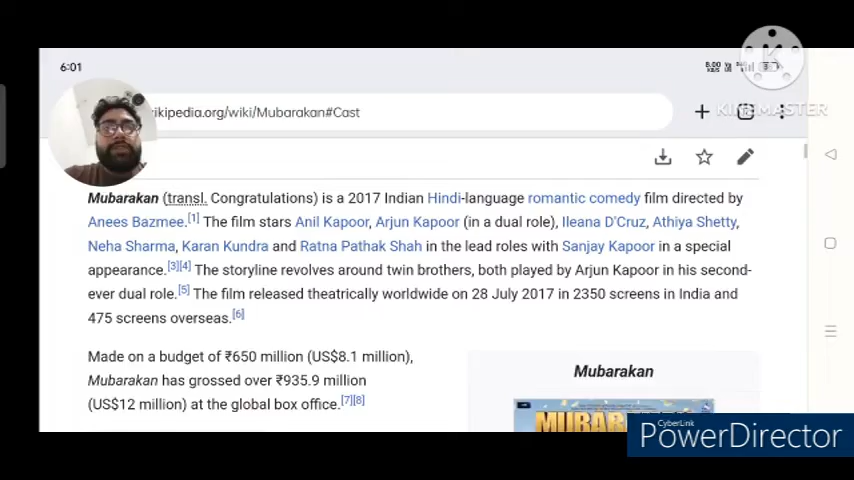 6:01
8.00
KINEMASTER
ikipedia.org/wiki/Mubarakan#Cast
Mubarakan (transl. Congratulations) is a 2017 Indian Hindi-language romantic comedy film directed by
Anees Bazmee.[1] The film stars Anil Kapoor, Arjun Kapoor (in a dual role), Ileana D'Cruz, Athiya Shetty,
Neha Sharma, Karan Kundra and Ratna Pathak Shah in the lead roles with Sanjay Kapoor in a special
appearance.[3][4] The storyline revolves around twin brothers, both played by Arjun Kapoor in his second-
ever dual role.[5] The film released theatrically worldwide on 28 July 2017 in 2350 screens in India and
475 screens overseas.[6]
Made on a budget of ₹650 million (US$8.1 million),
Mubarakan has grossed over ₹935.9 million
(US$12 million) at the global box office.[7][8]
Mubarakan
MUBAR
CyberLink
PowerDirector